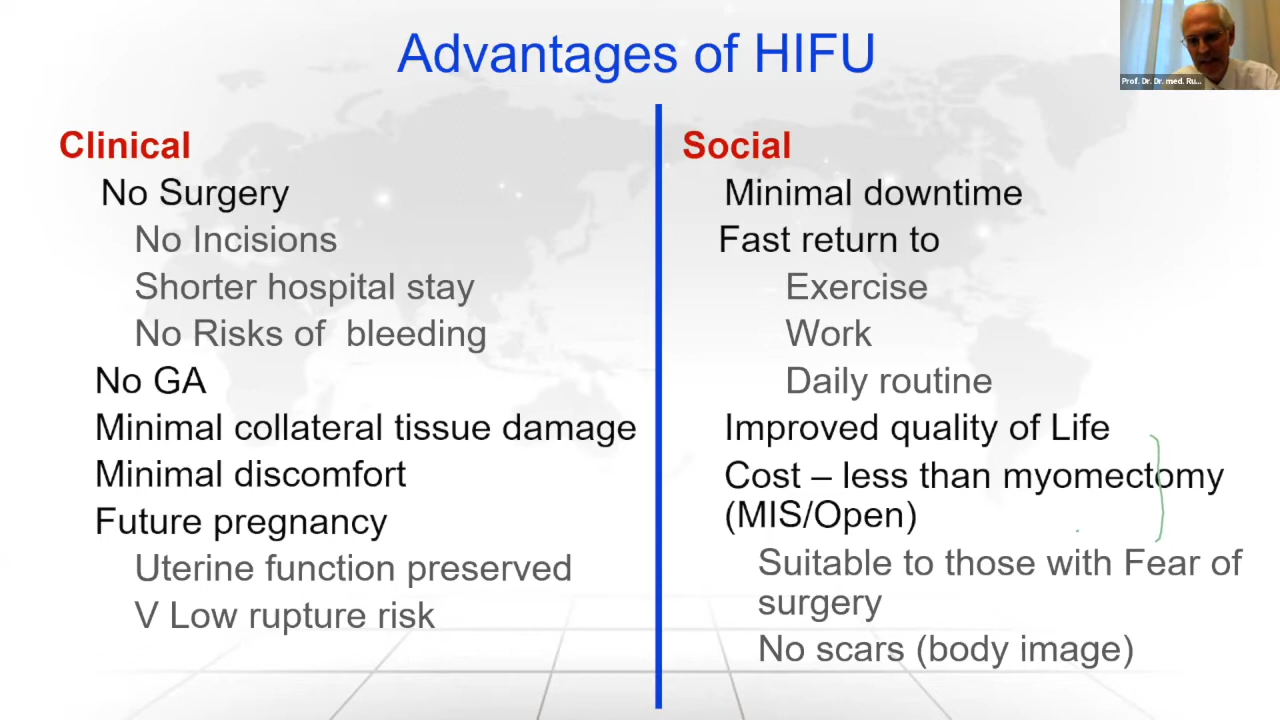 Advantages of HIFU
Prof. Dr. Dr. med. Ru...
Clinical
No Surgery
No Incisions
Shorter hospital stay
No Risks of bleeding
No GA
Minimal collateral tissue damage
Minimal discomfort
Future pregnancy
Uterine function preserved
V Low rupture risk
Social
Minimal downtime
Fast return to
Exercise
Work
Daily routine
Improved quality of Life
Cost – less than myomectomy
(MIS/Open)
Suitable to those with Fear of
surgery
No scars (body image)